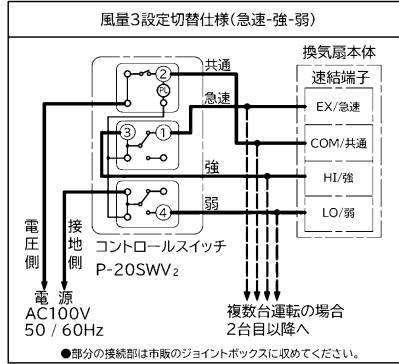 風量3設定切替仕様(急速-強-弱)
換気扇本体
速結端子
共通
急速
強
弱
② 
PL
③
①
④
EX/急速
COM/共通
HI/強
LO/弱
電圧側
接地側
コントロールスイッチ
P-20SWV₂
電 源
AC100V
50 / 60Hz
複数台運転の場合
2台目以降へ
●部分の接続部は市販のジョイントボックスに収めてください。